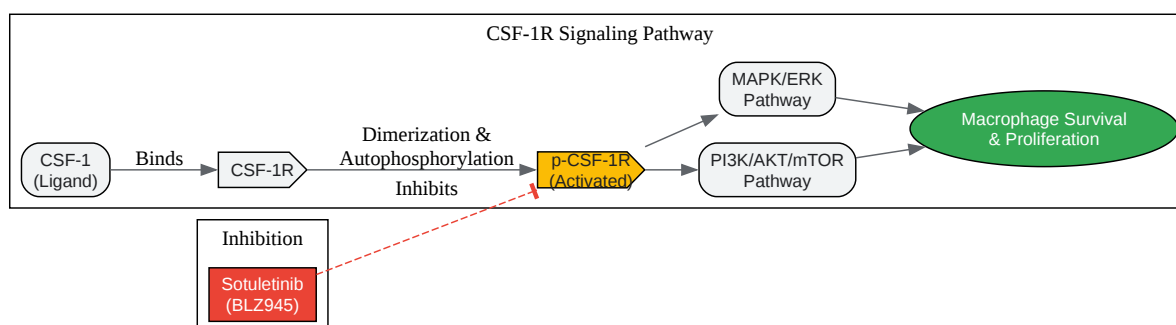 CSF-1R Signaling Pathway
CSF-1
(Ligand)
Binds
CSF-1R
Dimerization &
Autophosphorylation
Inhibits
p-CSF-1R
(Activated)
MAPK/ERK
Pathway
PI3K/AKT/mTOR
Pathway
Macrophage Survival
& Proliferation
Inhibition
Sotuletinib
(BLZ945)